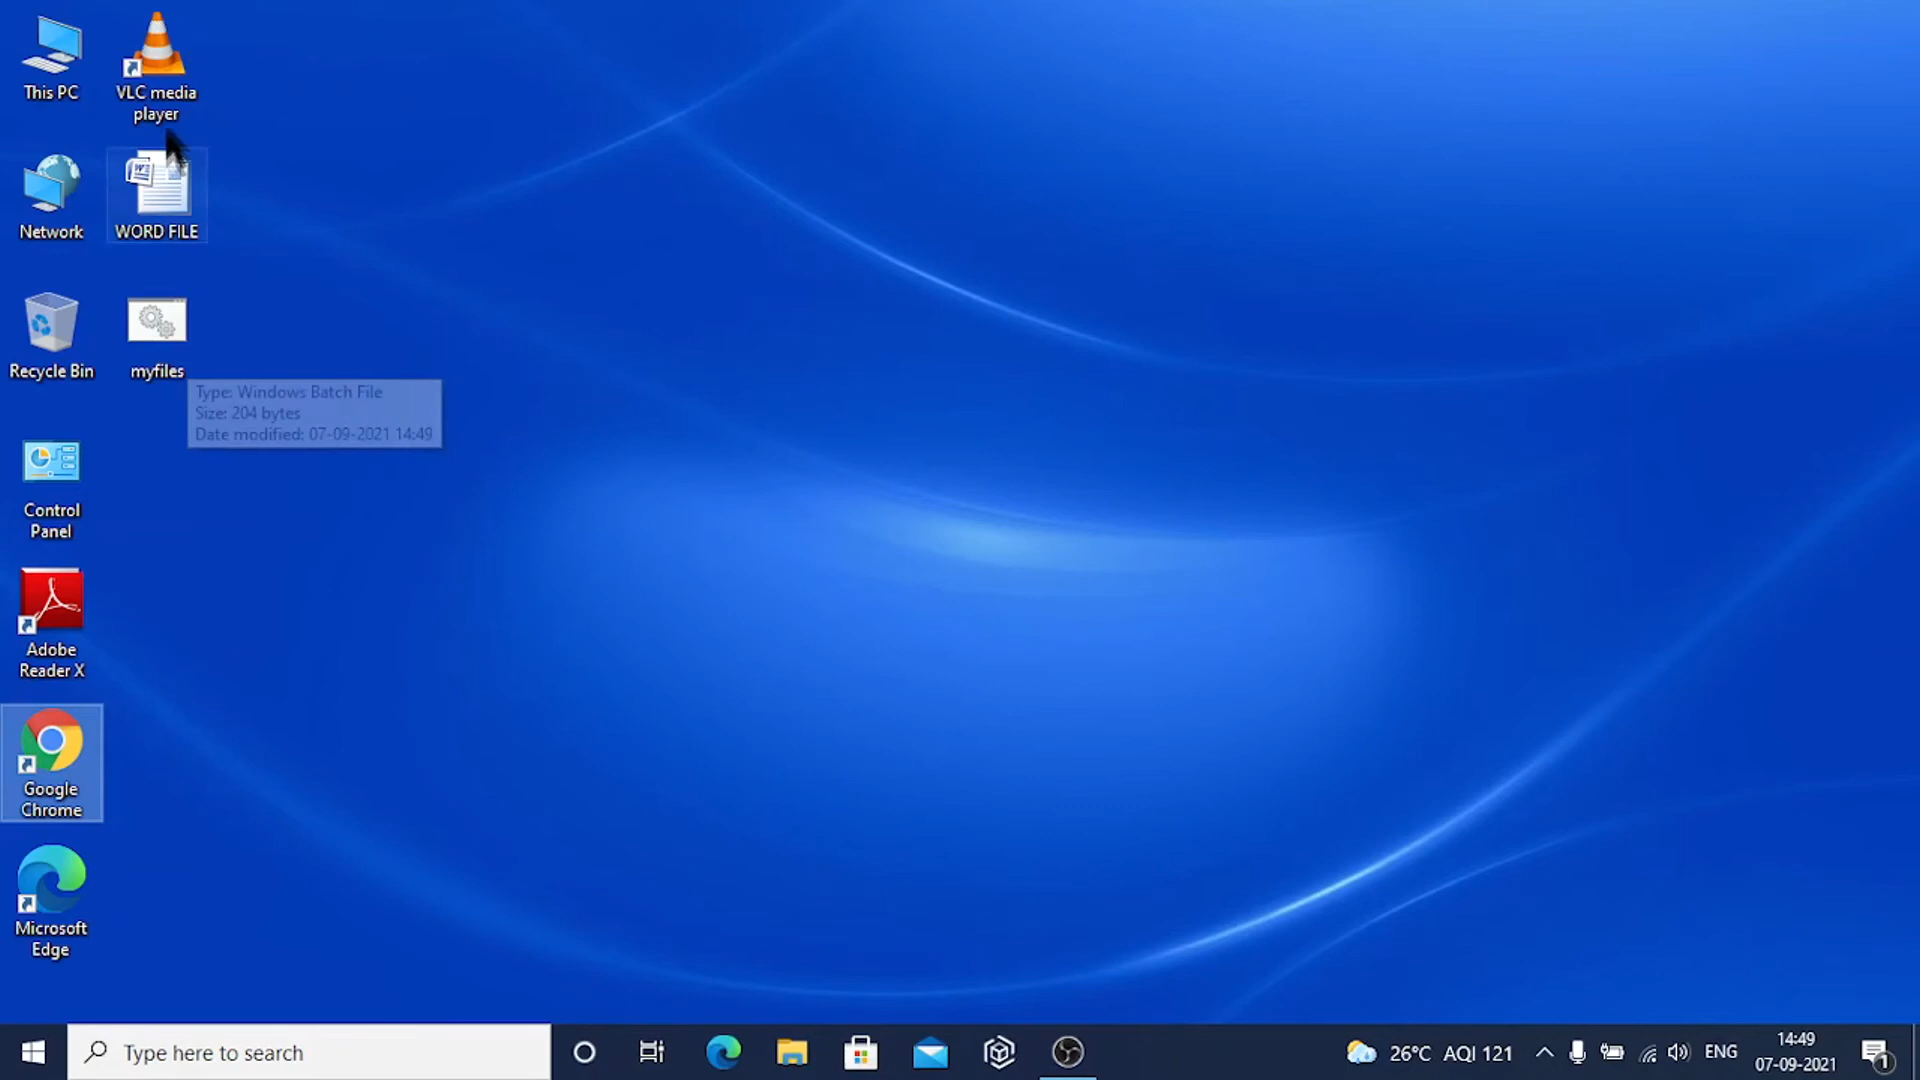 This PC
VLC media
player
Network
WORD FILE
Recycle Bin
myfiles
Type: Windows Batch File
Size: 204 bytes
Date modified: 07-09-2021 14:49
Control
Panel
Adobe
Reader X
Google
Chrome
Microsoft
Edge
Type here to search
26°C AQI 121
ENG
14:49
07-09-2021
1